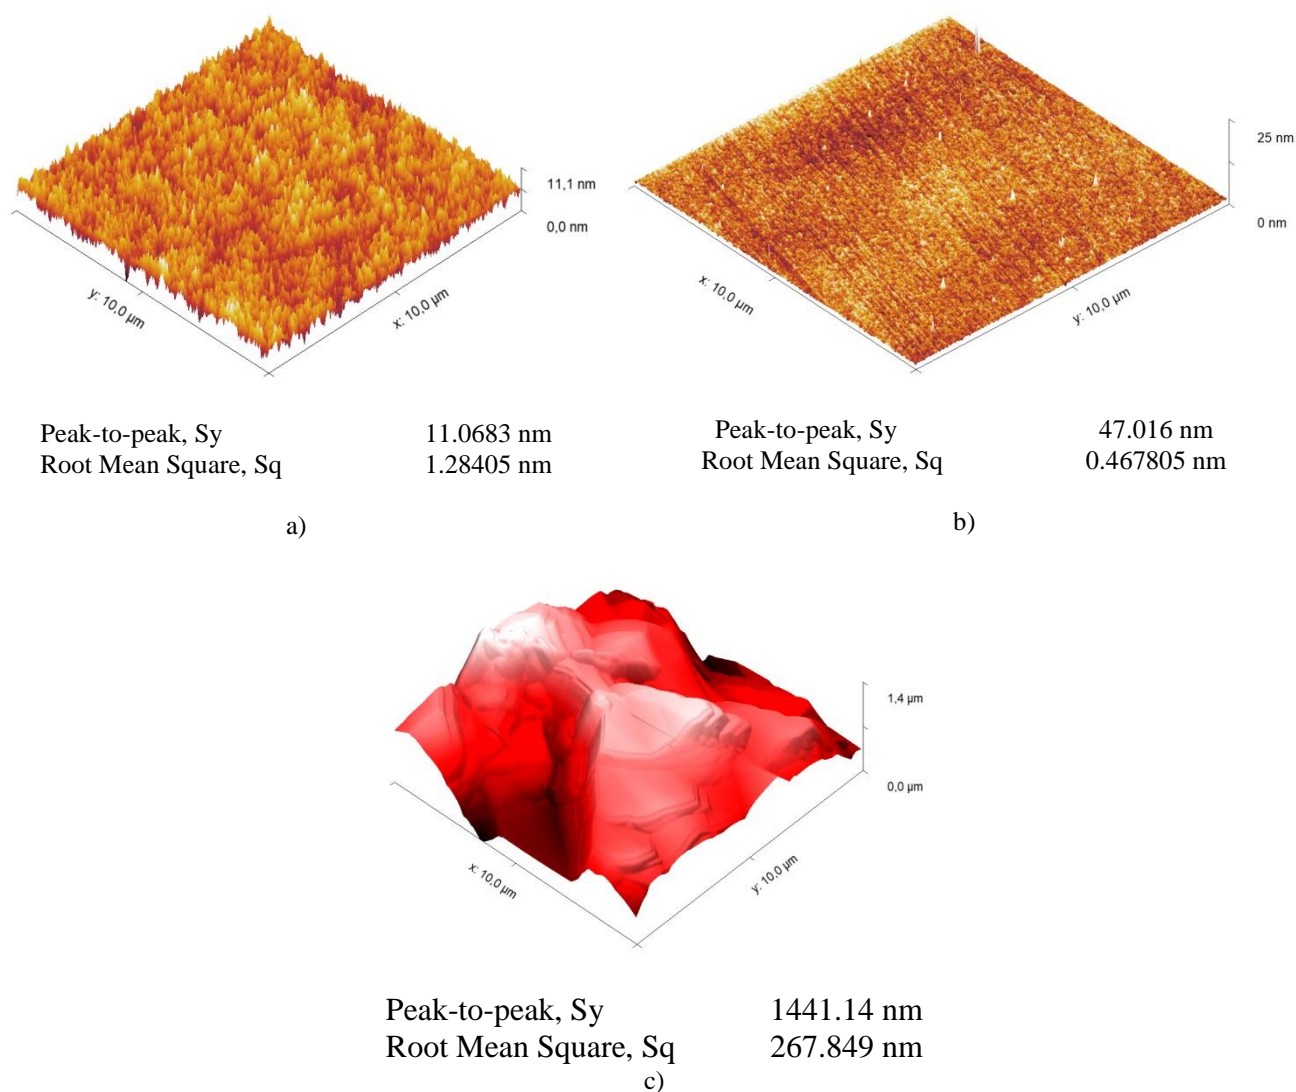 11,1 nm
0,0 nm
y: 10,0 µm
x: 10,0 µm
Peak-to-peak, Sy 11.0683 nm
Root Mean Square, Sq 1.28405 nm
a)
25 nm
0 nm
x: 10,0 µm
y: 10,0 µm
Peak-to-peak, Sy 47.016 nm
Root Mean Square, Sq 0.467805 nm
b)
1,4 µm
0,0 µm
x: 10,0 µm
y: 10,0 µm
Peak-to-peak, Sy 1441.14 nm
Root Mean Square, Sq 267.849 nm
c)